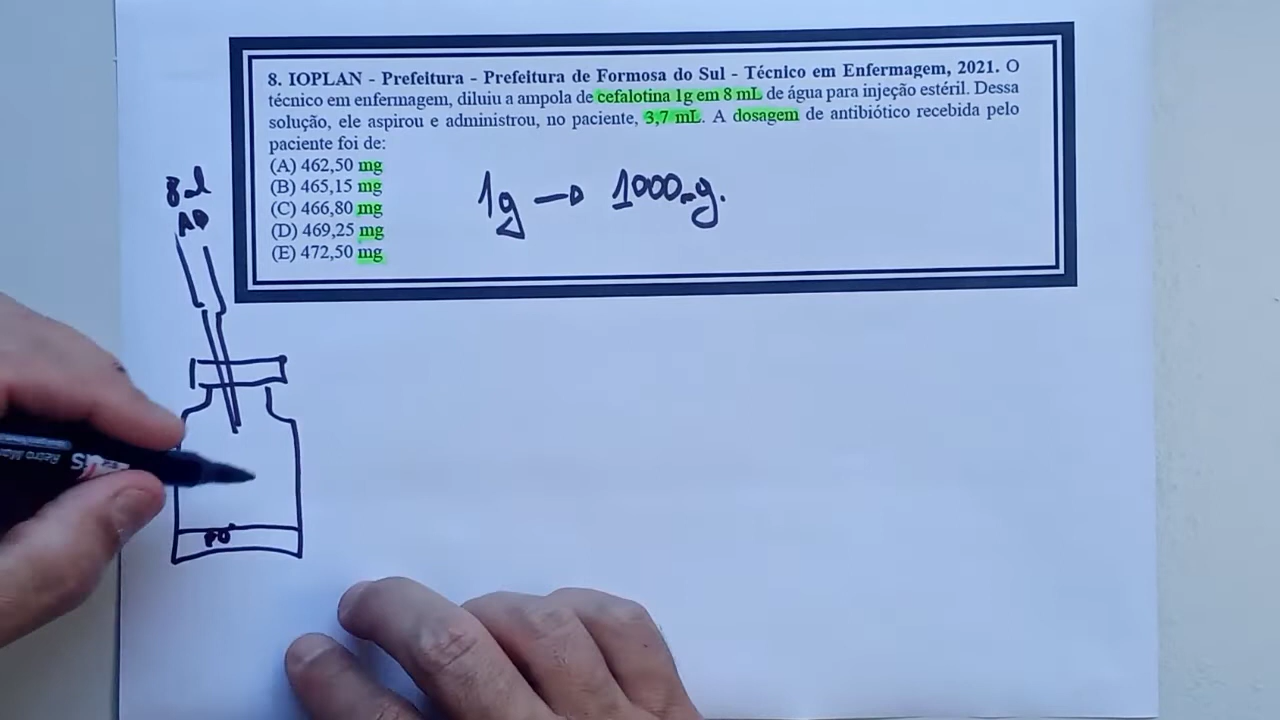 8. IOPLAN - Prefeitura - Prefeitura de Formosa do Sul - Técnico em Enfermagem, 2021. O
técnico em enfermagem, diluiu a ampola de cefalotina 1g em 8 mL de água para injeção estéril. Dessa
solução, ele aspirou e administrou, no paciente, 3,7 mL. A dosagem de antibiótico recebida pelo
paciente foi de:
(A) 462,50 mg
(B) 465,15 mg
(C) 466,80 mg
(D) 469,25 mg
(E) 472,50 mg
1g → 1000mg.
AD
PÓ